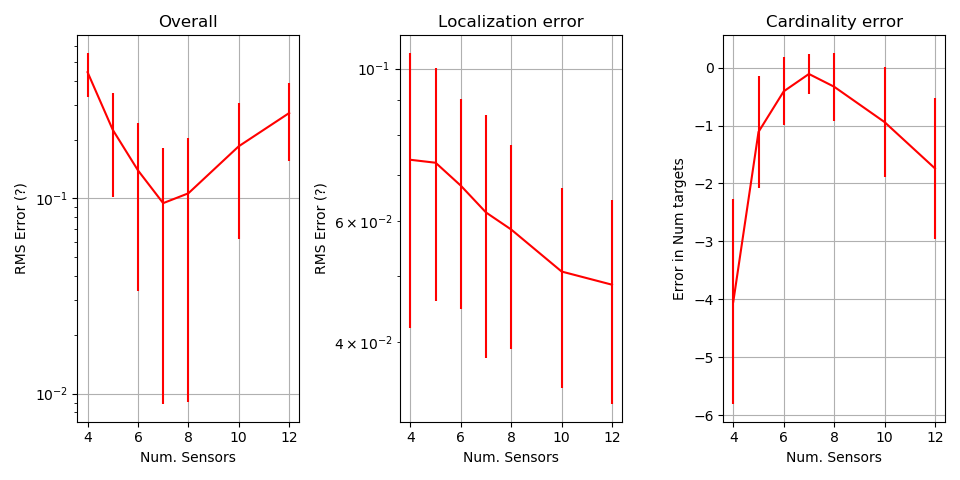 Overall
RMS Error (?)
10⁻¹
10⁻²
4 6 8 10 12
Num. Sensors
Localization error
RMS Error (?)
10⁻¹
6 × 10⁻²
4 × 10⁻²
4 6 8 10 12
Num. Sensors
Cardinality error
Error in Num targets
0
−1
−2
−3
−4
−5
−6
4 6 8 10 12
Num. Sensors